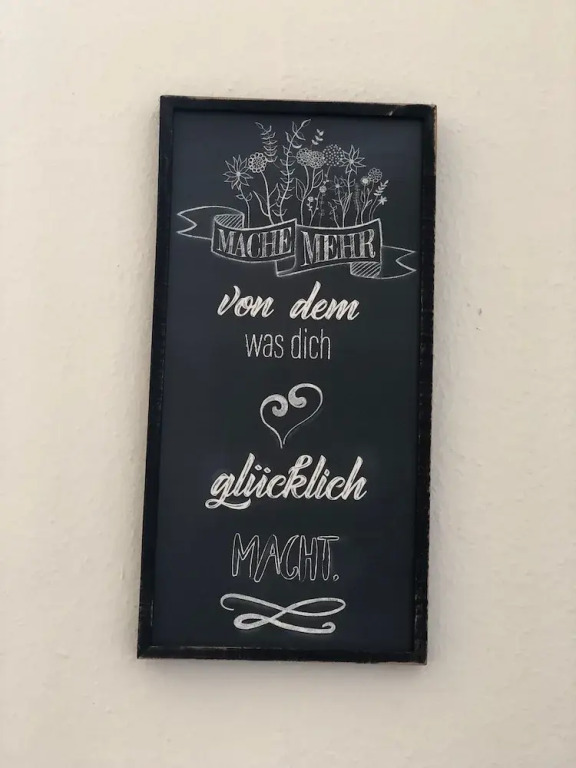 MACHE MEHR
von dem
was dich
glücklich
MACHT.